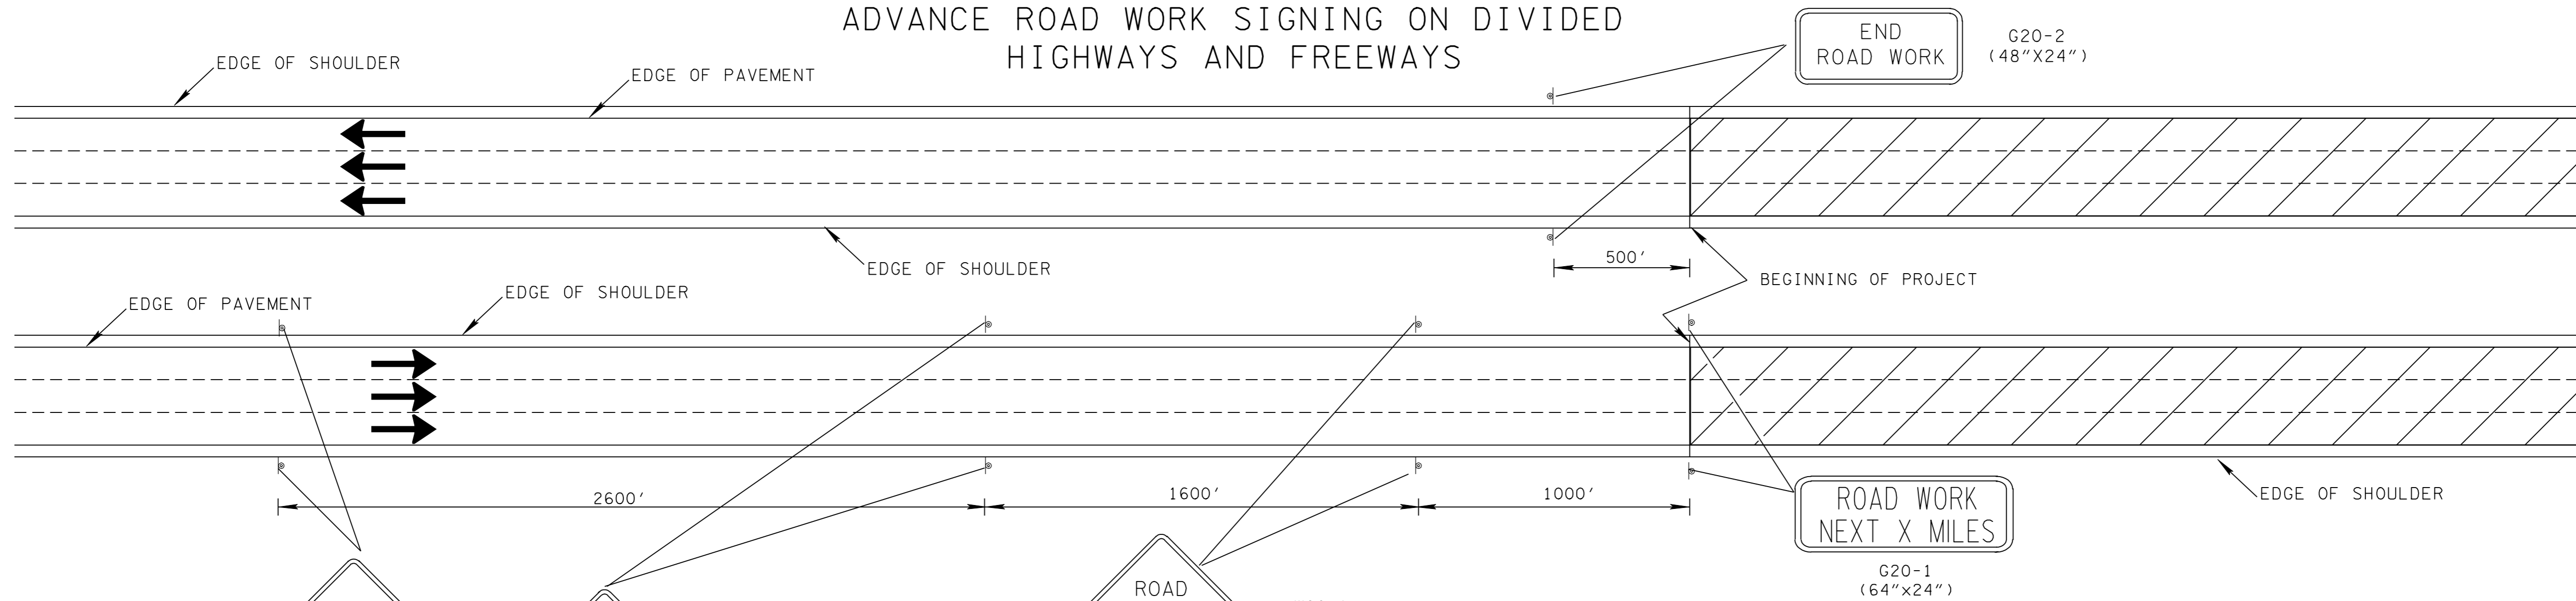 ADVANCE ROAD WORK SIGNING ON DIVIDED
HIGHWAYS AND FREEWAYS
END
ROAD WORK
G20-2
(48"X24")
EDGE OF SHOULDER
EDGE OF PAVEMENT
EDGE OF SHOULDER
500'
BEGINNING OF PROJECT
EDGE OF PAVEMENT
EDGE OF SHOULDER
2600'
1600'
1000'
ROAD WORK
NEXT X MILES
EDGE OF SHOULDER
G20-1
(64"x24")
ROAD